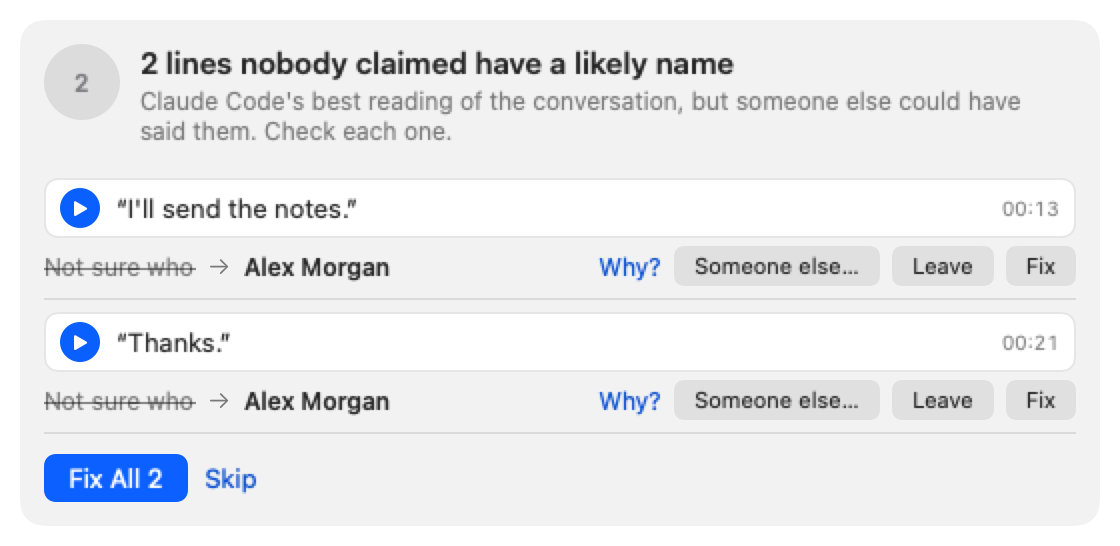 2
2 lines nobody claimed have a likely name
Claude Code's best reading of the conversation, but someone else could have
said them. Check each one.
“I'll send the notes.” 00:13
Not sure who → Alex Morgan Why? Someone else... Leave Fix
“Thanks.” 00:21
Not sure who → Alex Morgan Why? Someone else... Leave Fix
Fix All 2 Skip